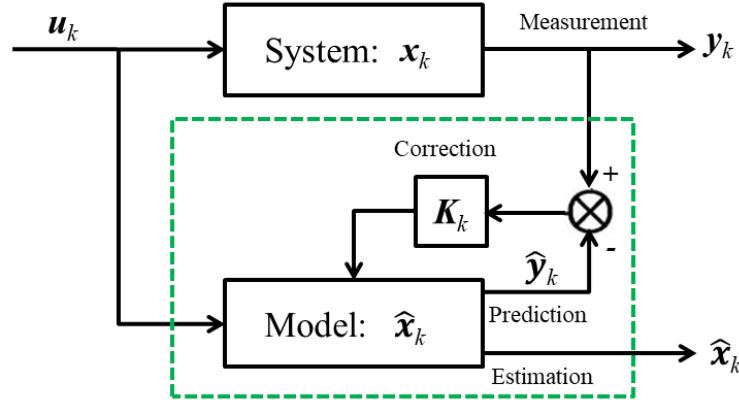 u_k
System: x_k
Measurement
y_k
Correction
+
K_k
-
ŷ_k
Model: x̂_k
Prediction
x̂_k
Estimation